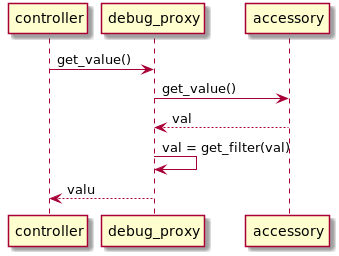 controller debug_proxy accessory
get_value()
get_value()
val
val = get_filter(val)
valu
controller debug_proxy accessory